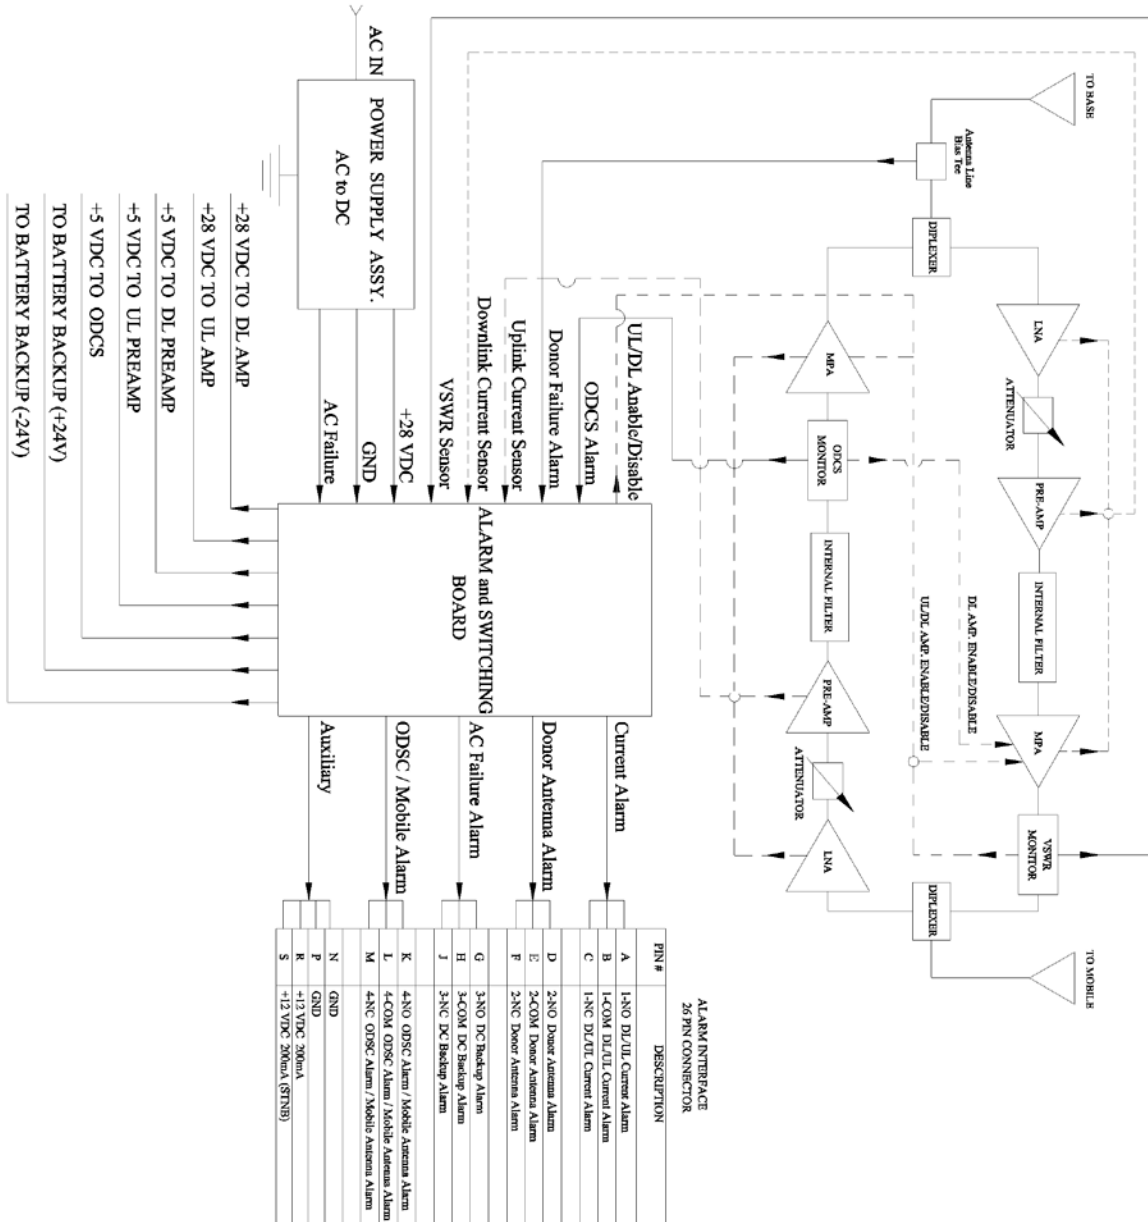 TO BASE
Antenna Line
Bias Tee
DIPLEXER
LNA
ATTENUATOR
PRE-AMP
INTERNAL FILTER
MPA
VSWR
MONITOR
DIPLEXER
TO MOBILE
MPA
ODCS
MONITOR
INTERNAL FILTER
PRE-AMP
ATTENUATOR
LNA
DL AMP. ENABLE/DISABLE
UL/DL AMP. ENABLE/DISABLE
AC IN
POWER SUPPLY ASSY.
AC to DC
UL/DL Anable/Disable
ODCS Alarm
Donor Failure Alarm
Uplink Current Sensor
Downlink Current Sensor
VSWR Sensor
+28 VDC
GND
AC Failure
ALARM and SWITCHING
BOARD
+28 VDC TO DL AMP
+28 VDC TO UL AMP
+5 VDC TO DL PREAMP
+5 VDC TO UL PREAMP
+5 VDC TO ODCS
TO BATTERY BACKUP (+24V)
TO BATTERY BACKUP (-24V)
Current Alarm
Donor Antenna Alarm
AC Failure Alarm
ODSC / Mobile Alarm
Auxiliary
ALARM INTERFACE
26 PIN CONNECTOR
PIN # DESCRIPTION
A 1-NO DL/UL Current Alarm
B 1-COM DL/UL Current Alarm
C 1-NC DL/UL Current Alarm
D 2-NO Donor Antenna Alarm
E 2-COM Donor Antenna Alarm
F 2-NC Donor Antenna Alarm
G 3-NO DC Backup Alarm
H 3-COM DC Backup Alarm
J 3-NC DC Backup Alarm
K 4-NO ODSC Alarm / Mobile Antenna Alarm
L 4-COM ODSC Alarm / Mobile Antenna Alarm
M 4-NC ODSC Alarm / Mobile Antenna Alarm
N GND
P GND
R +12 VDC 200mA
S +12 VDC 200mA (STNB)